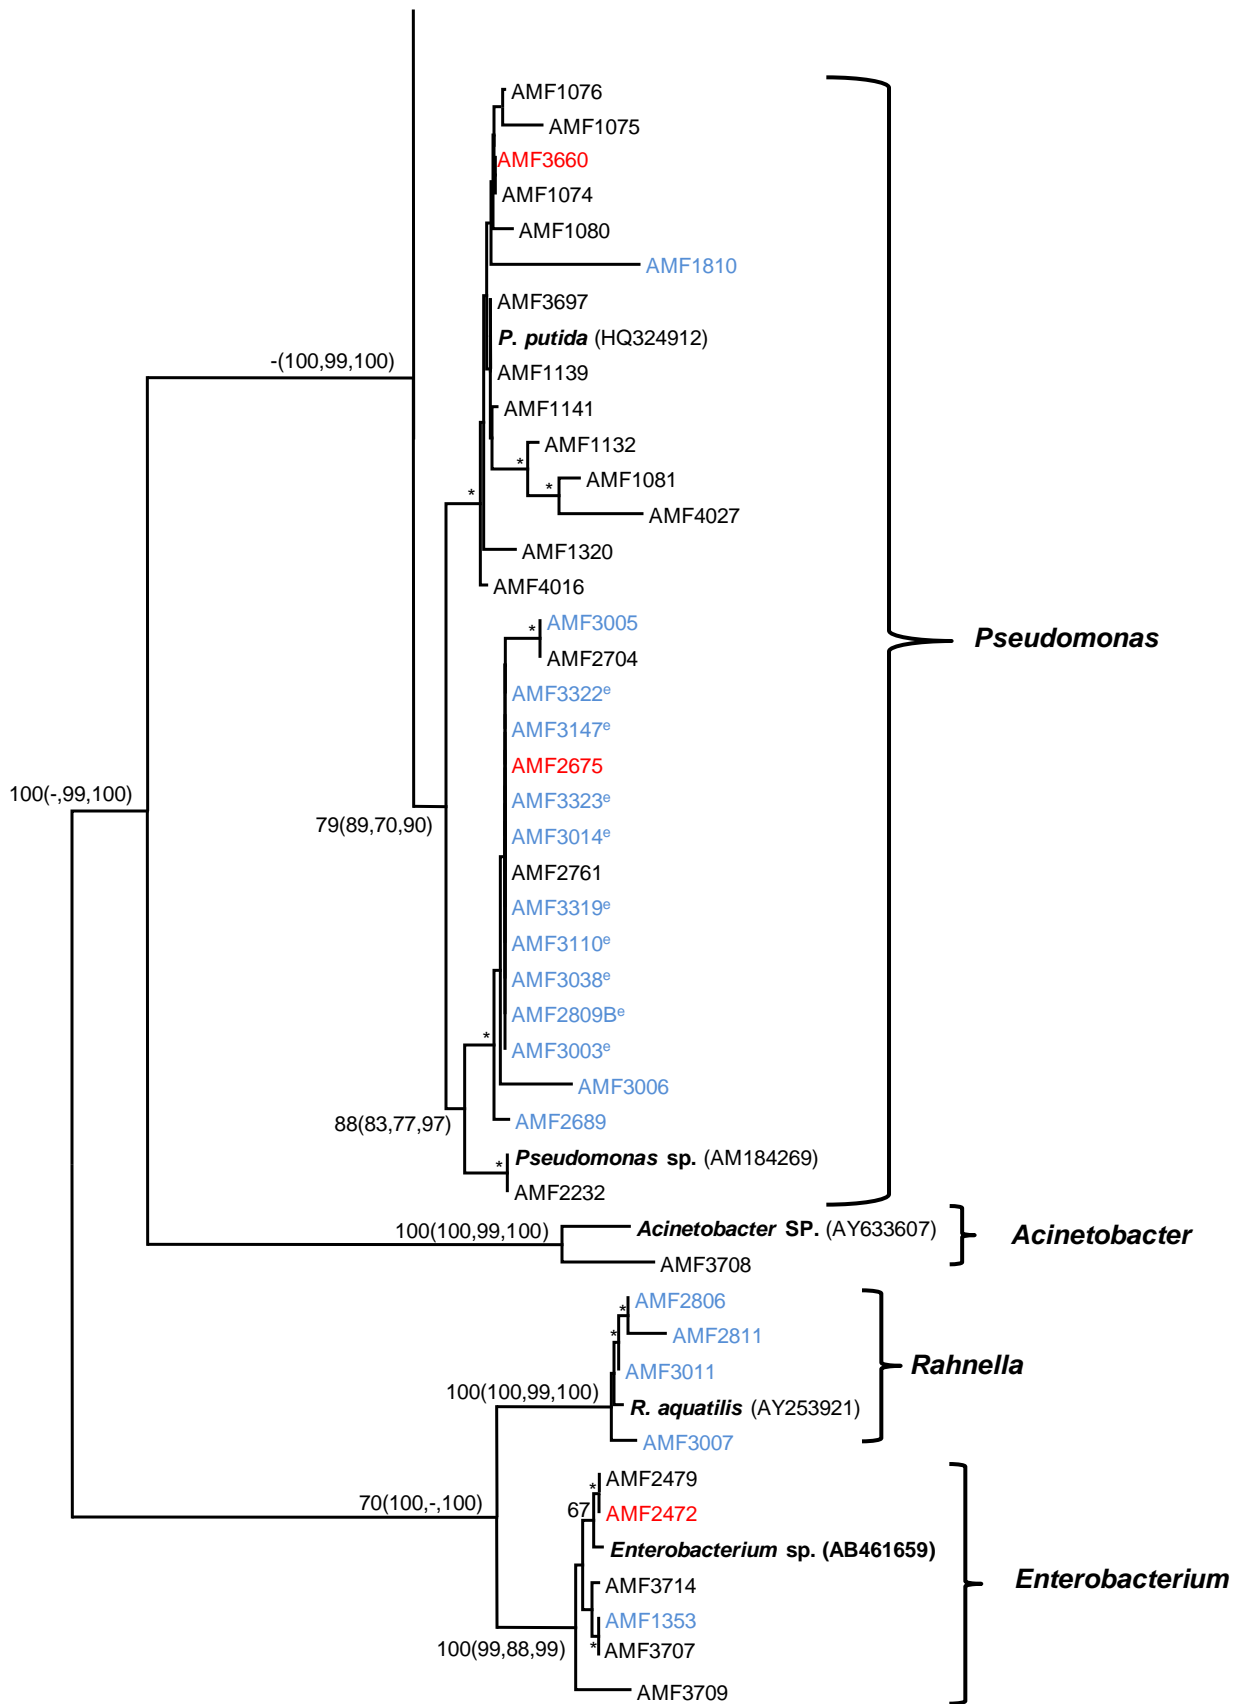 AMF1076
AMF1075
AMF3660
AMF1074
AMF1080
AMF1810
AMF3697
P. putida (HQ324912)
-(100,99,100)
AMF1139
AMF1141
AMF1132
*
AMF1081
*
*
AMF4027
AMF1320
AMF4016
AMF3005
*
Pseudomonas
AMF2704
AMF3322e
AMF3147e
AMF2675
100(-,99,100)
AMF3323e
79(89,70,90)
AMF3014e
AMF2761
AMF3319e
AMF3110e
AMF3038e
AMF2809Be
*
AMF3003e
AMF3006
88(83,77,97)
AMF2689
*
Pseudomonas sp. (AM184269)
AMF2232
100(100,99,100)
Acinetobacter SP. (AY633607)
Acinetobacter
AMF3708
AMF2806
*
AMF2811
*
AMF3011
Rahnella
100(100,99,100)
R. aquatilis (AY253921)
AMF3007
AMF2479
*
70(100,-,100)
67
AMF2472
Enterobacterium sp. (AB461659)
AMF3714
Enterobacterium
AMF1353
100(99,88,99)
*
AMF3707
AMF3709